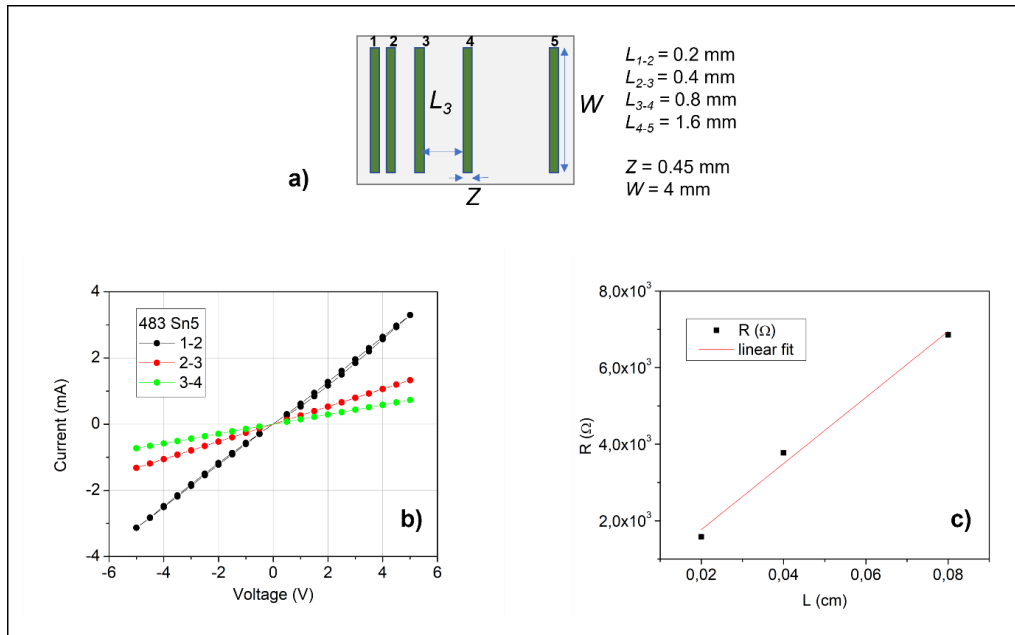 1 2 3 4 5
L₃
W
Z
a)
L₁₋₂ = 0.2 mm
L₂₋₃ = 0.4 mm
L₃₋₄ = 0.8 mm
L₄₋₅ = 1.6 mm
Z = 0.45 mm
W = 4 mm
4
2
0
-2
-4
Current (mA)
483 Sn5
1-2
2-3
3-4
b)
-6 -4 -2 0 2 4 6
Voltage (V)
8,0x10³
6,0x10³
4,0x10³
2,0x10³
R (Ω)
R (Ω)
linear fit
c)
0,02 0,04 0,06 0,08
L (cm)